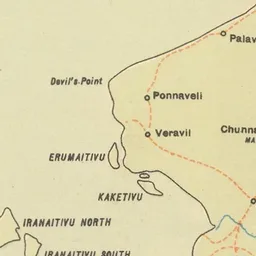 Palav
Devil's Point
Ponnaveli
Veravil
Chunn
MA
ERUMAITIVU
KAKETIVU
IRANAITIVU NORTH
IRANAITIVU SOUTH